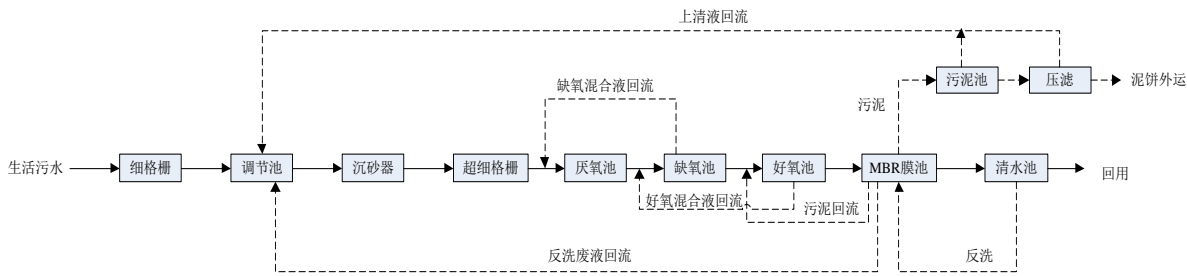 上清液回流
污泥池
压滤
泥饼外运
缺氧混合液回流
污泥
生活污水
细格栅
调节池
沉砂器
超细格栅
厌氧池
缺氧池
好氧池
MBR膜池
清水池
回用
好氧混合液回流
污泥回流
反洗废液回流
反洗